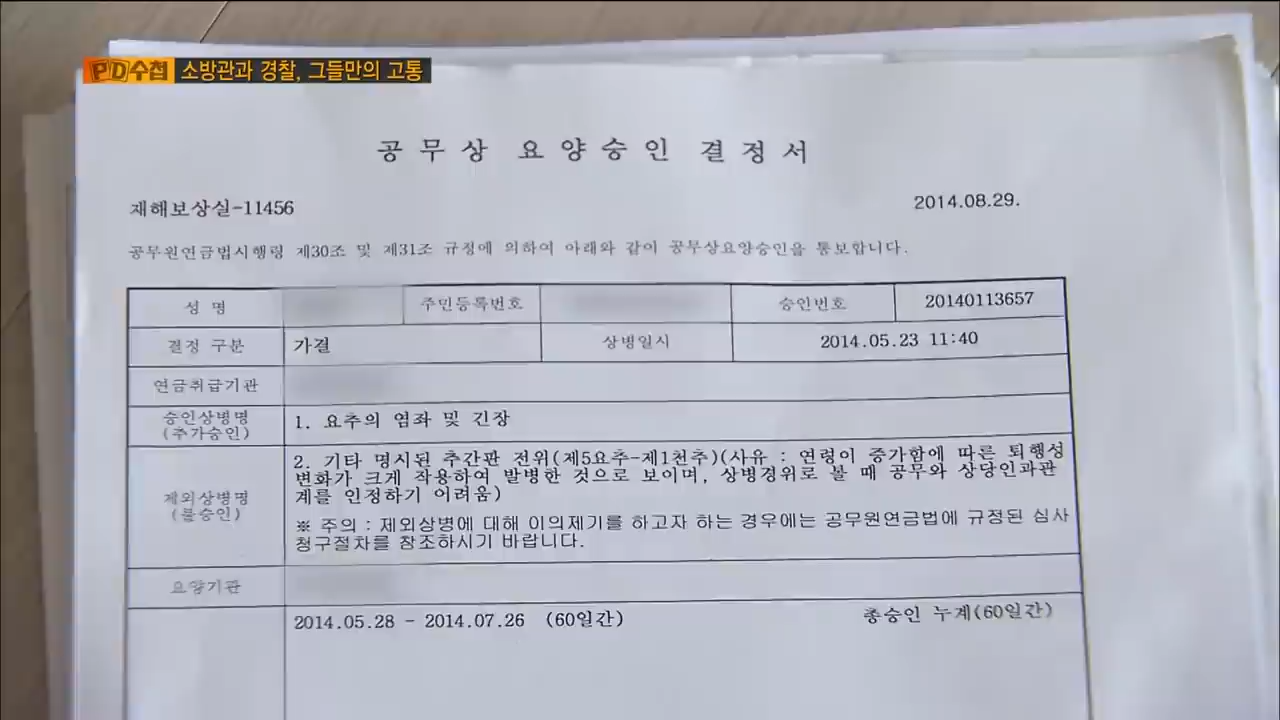 PD수첩 소방관과 경찰, 그들만의 고통
공무상 요양승인 결정서
재해보상실-11456 2014.08.29.
공무원연금법시행령 제30조 및 제31조 규정에 의하여 아래와 같이 공무상요양승인을 통보합니다.
성 명 주민등록번호 승인번호 20140113657
결정 구분 가결 상병일시 2014.05.23 11:40
연금취급기관
승인상병명
(추가승인)
1. 요추의 염좌 및 긴장
제외상병명
(불승인)
2. 기타 명시된 추간판 전위(제5요추-제1천추)(사유 : 연령이 증가함에 따른 퇴행성
변화가 크게 작용하여 발병한 것으로 보이며, 상병경위로 볼 때 공무와 상당인과관
계를 인정하기 어려움)
※ 주의 : 제외상병에 대해 이의제기를 하고자 하는 경우에는 공무원연금법에 규정된 심사
청구절차를 참조하시기 바랍니다.
요양기관
2014.05.28 - 2014.07.26 (60일간) 총승인 누계(60일간)